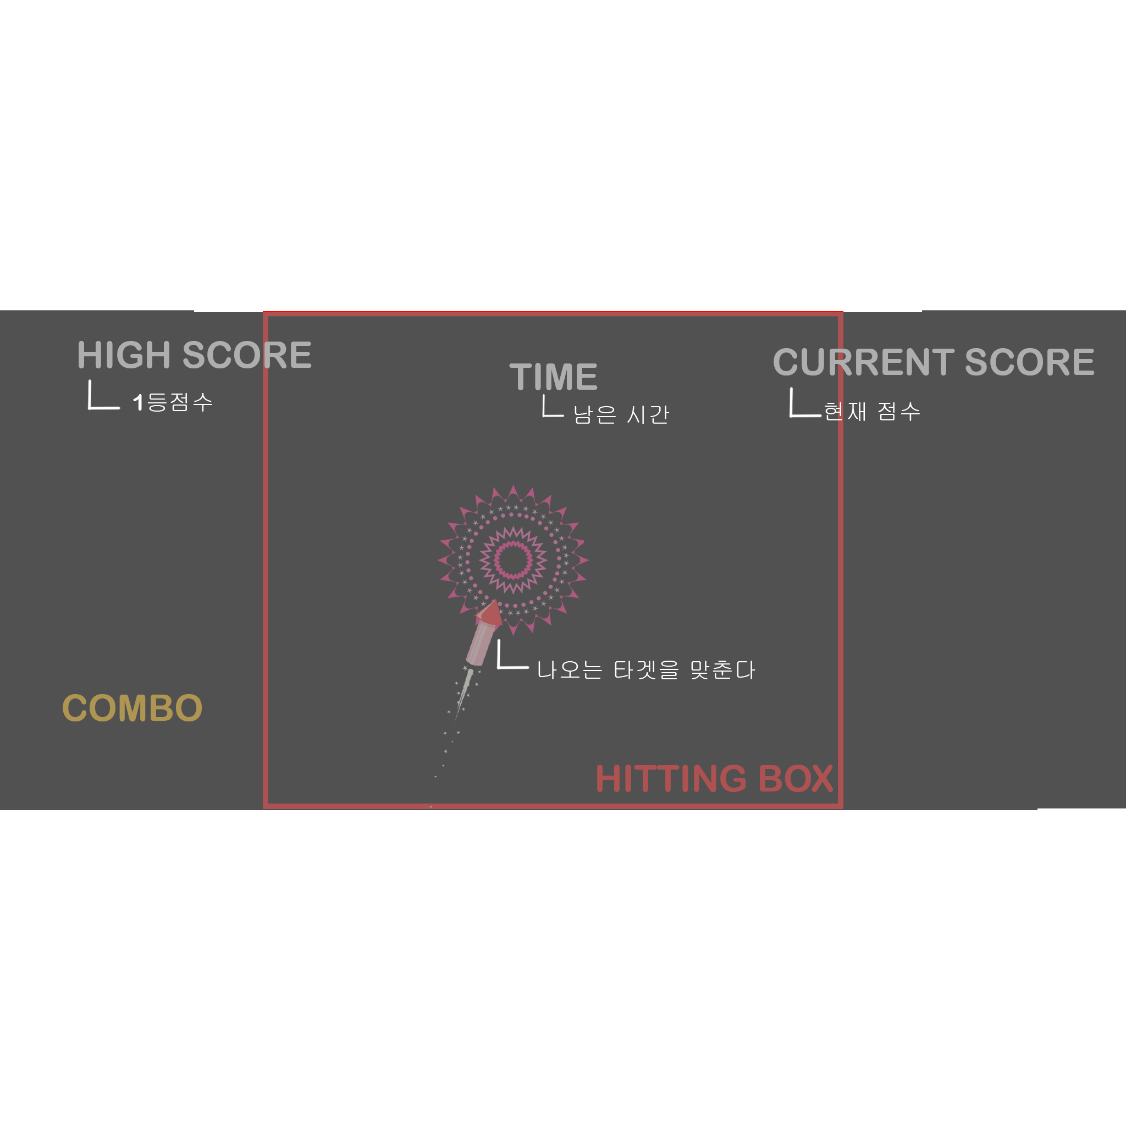 HIGH SCORE
1등점수
TIME
남은 시간
CURRENT SCORE
현재 점수
나오는 타겟을 맞춘다
COMBO
HITTING BOX